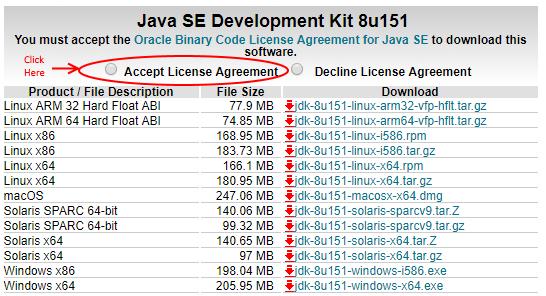 Java SE Development Kit 8u151
You must accept the Oracle Binary Code License Agreement for Java SE to download this
software.
Click
Here
Accept License Agreement Decline License Agreement
Product / File Description File Size Download
Linux ARM 32 Hard Float ABI 77.9 MB jdk-8u151-linux-arm32-vfp-hflt.tar.gz
Linux ARM 64 Hard Float ABI 74.85 MB jdk-8u151-linux-arm64-vfp-hflt.tar.gz
Linux x86 168.95 MB jdk-8u151-linux-i586.rpm
Linux x86 183.73 MB jdk-8u151-linux-i586.tar.gz
Linux x64 166.1 MB jdk-8u151-linux-x64.rpm
Linux x64 180.95 MB jdk-8u151-linux-x64.tar.gz
macOS 247.06 MB jdk-8u151-macosx-x64.dmg
Solaris SPARC 64-bit 140.06 MB jdk-8u151-solaris-sparcv9.tar.Z
Solaris SPARC 64-bit 99.32 MB jdk-8u151-solaris-sparcv9.tar.gz
Solaris x64 140.65 MB jdk-8u151-solaris-x64.tar.Z
Solaris x64 97 MB jdk-8u151-solaris-x64.tar.gz
Windows x86 198.04 MB jdk-8u151-windows-i586.exe
Windows x64 205.95 MB jdk-8u151-windows-x64.exe